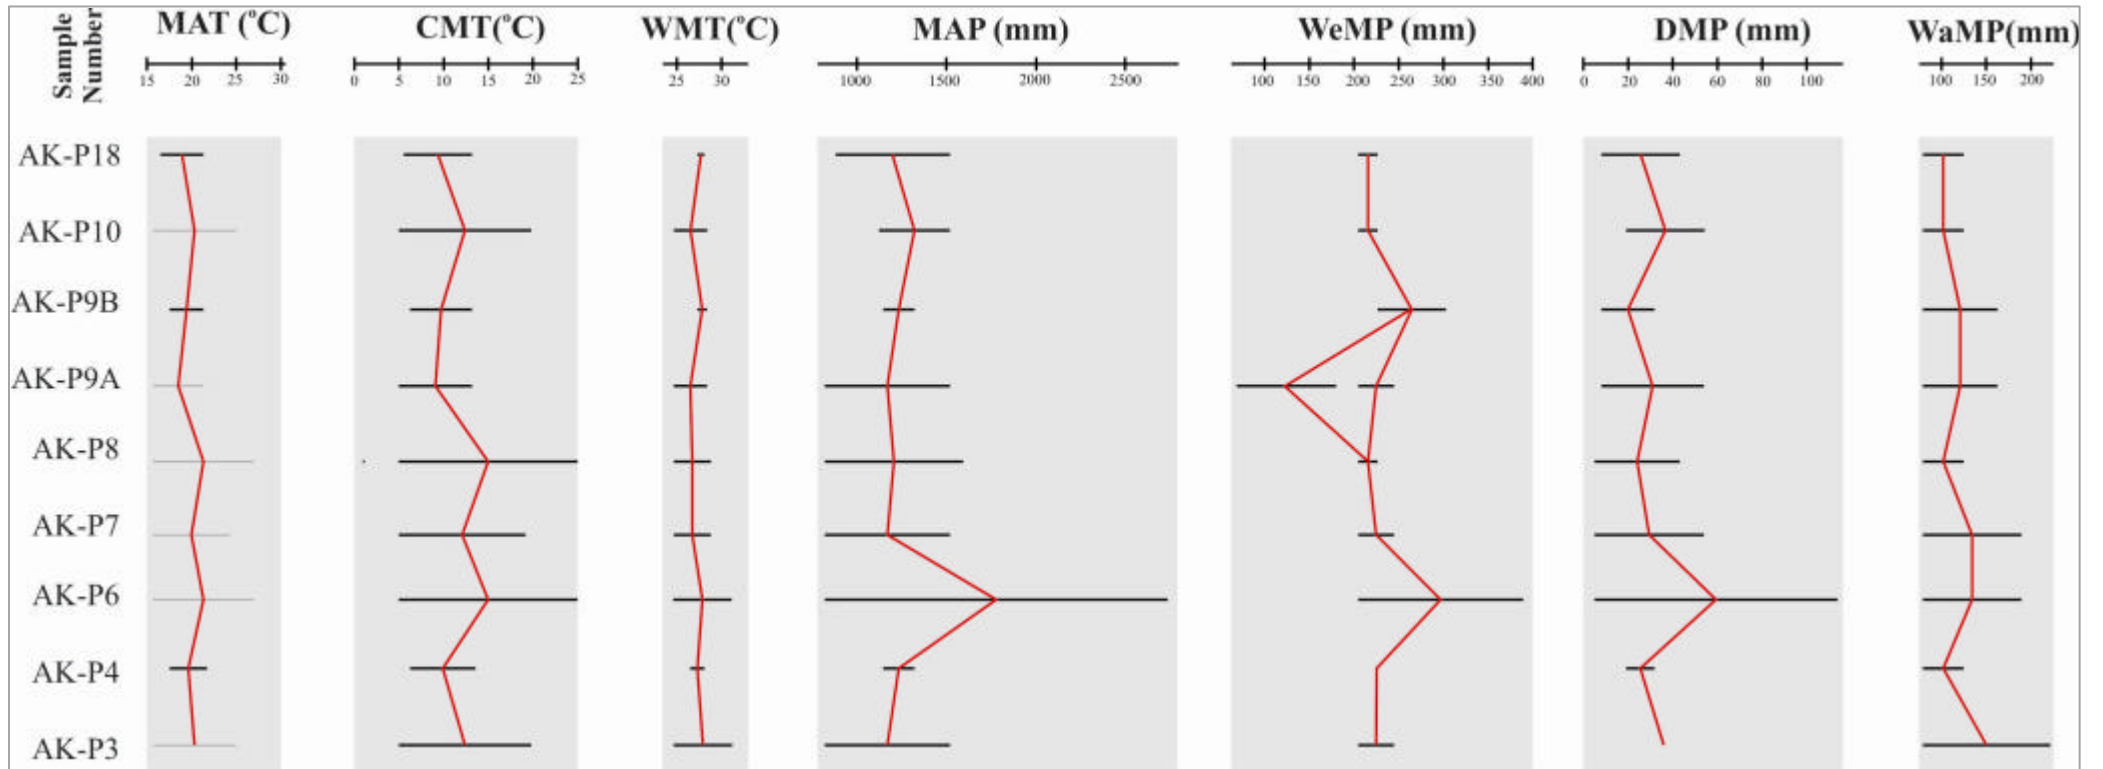 Sample Number
MAT (°C)
CMT(°C)
WMT(°C)
MAP (mm)
WeMP (mm)
DMP (mm)
WaMP(mm)
15 20 25 30
0 5 10 15 20 25
25 30
1000 1500 2000 2500
100 150 200 250 300 350 400
0 20 40 60 80 100
100 150 200
AK-P18
AK-P10
AK-P9B
AK-P9A
AK-P8
AK-P7
AK-P6
AK-P4
AK-P3